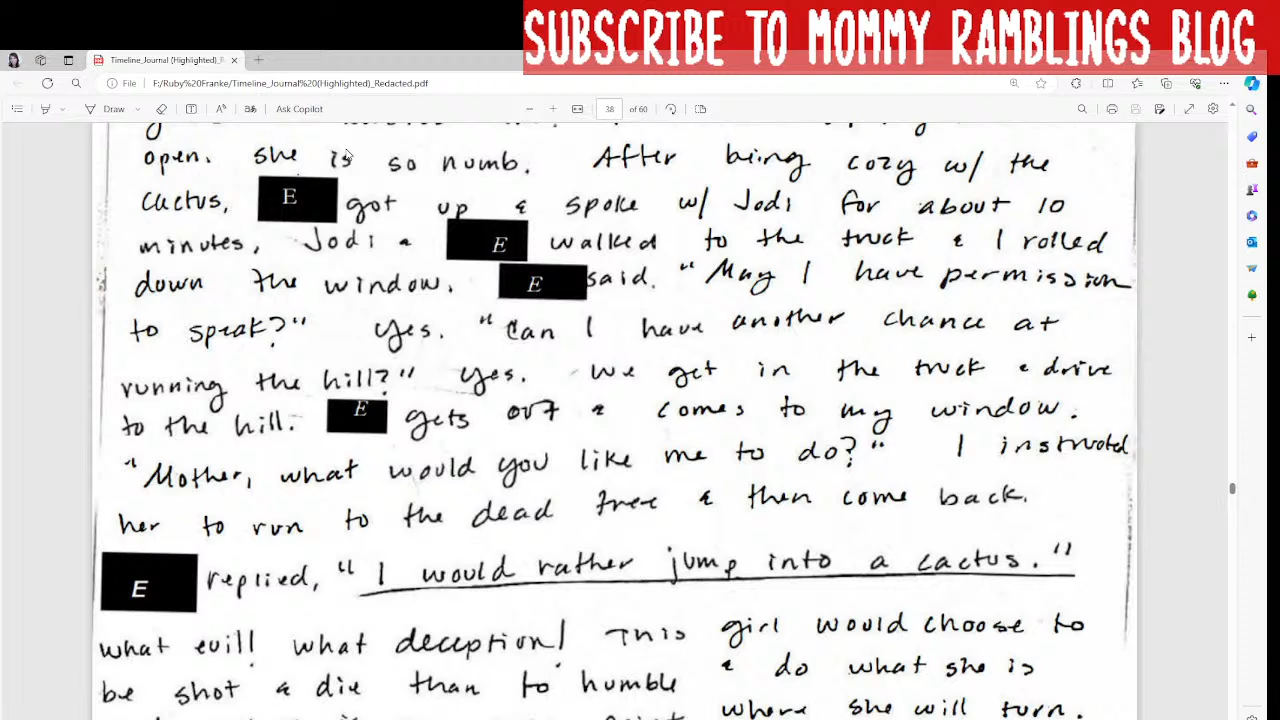 SUBSCRIBE TO MOMMY RAMBLINGS BLOG
Timeline_Journal (Highlighted)_R
File F:/Ruby%20Franke/Timeline_Journal%20(Highlighted)_Redacted.pdf
Draw Ask Copilot 38 of 60
open. she is so numb. After being cozy w/ the
cactus, E got up & spoke w/ Jodi for about 10
minutes, Jodi & E walked to the truck & I rolled
down the window. E said. "May I have permission
to speak?" Yes. "Can I have another chance at
running the hill?" Yes. We get in the truck & drive
to the hill. E gets out & comes to my window.
"Mother, what would you like me to do?" I instructed
her to run to the dead tree & then come back.
E replied, "I would rather jump into a cactus."
what evil! what deception! This girl would choose to
be shot & die than to humble & do what she is
where she will turn.